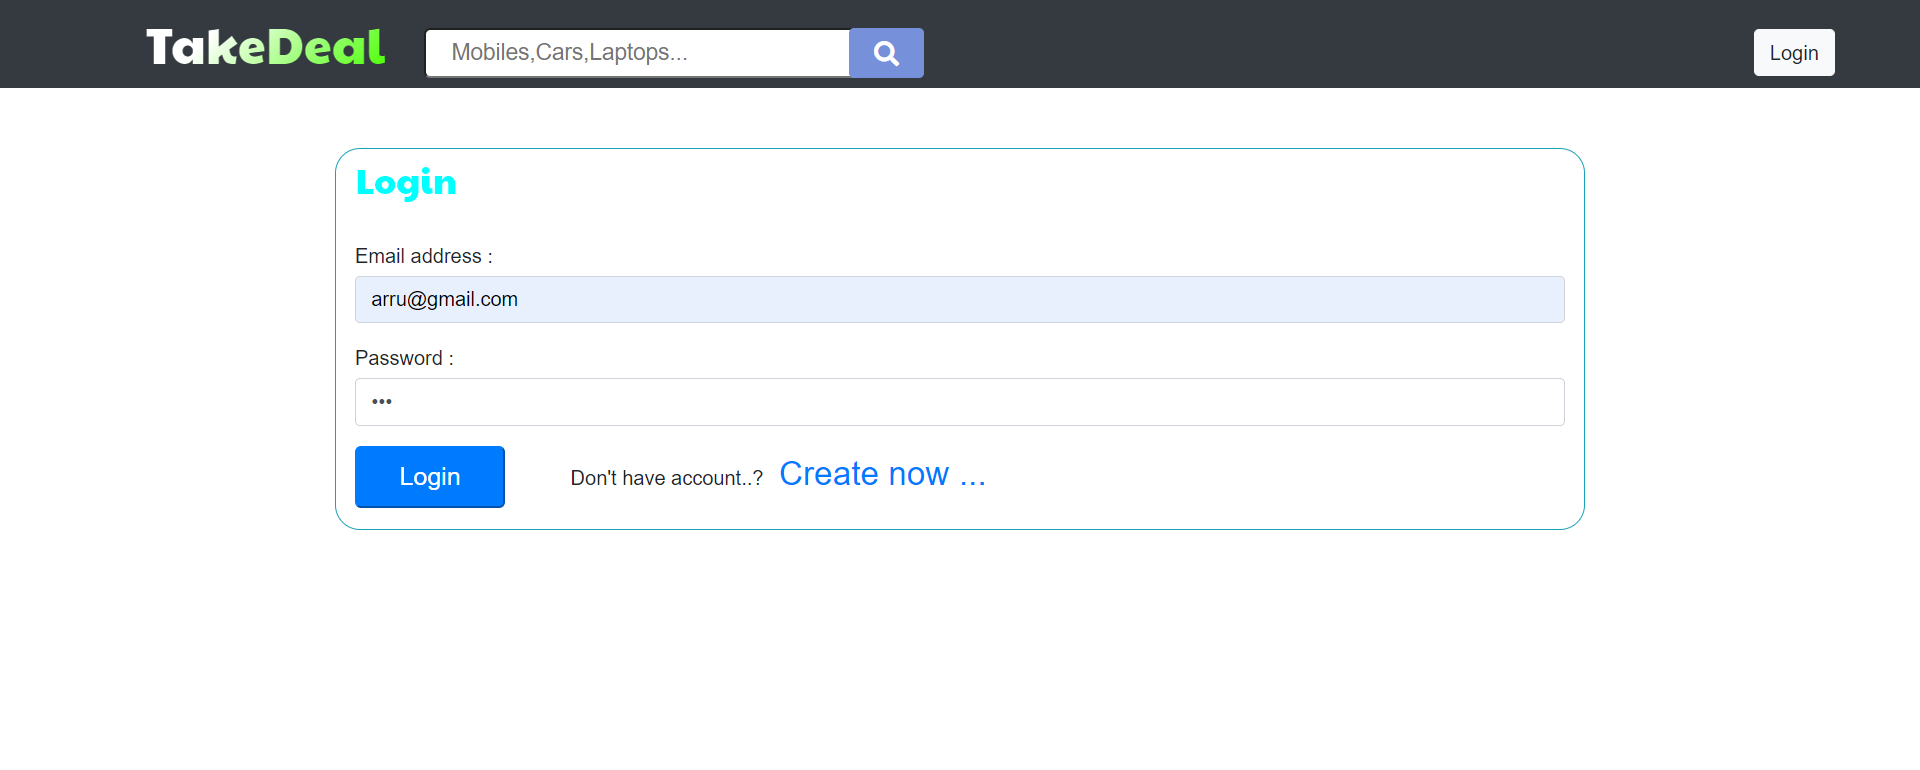 TakeDeal Mobiles,Cars,Laptops... Login
Login
Email address :
arru@gmail.com
Password :
•••
Login Don't have account..? Create now ...